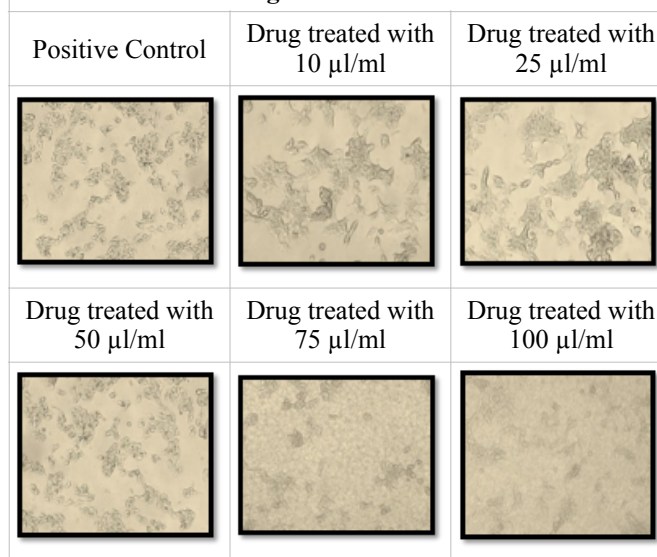 Positive Control
Drug treated with
10 µl/ml
Drug treated with
25 µl/ml
Drug treated with
50 µl/ml
Drug treated with
75 µl/ml
Drug treated with
100 µl/ml